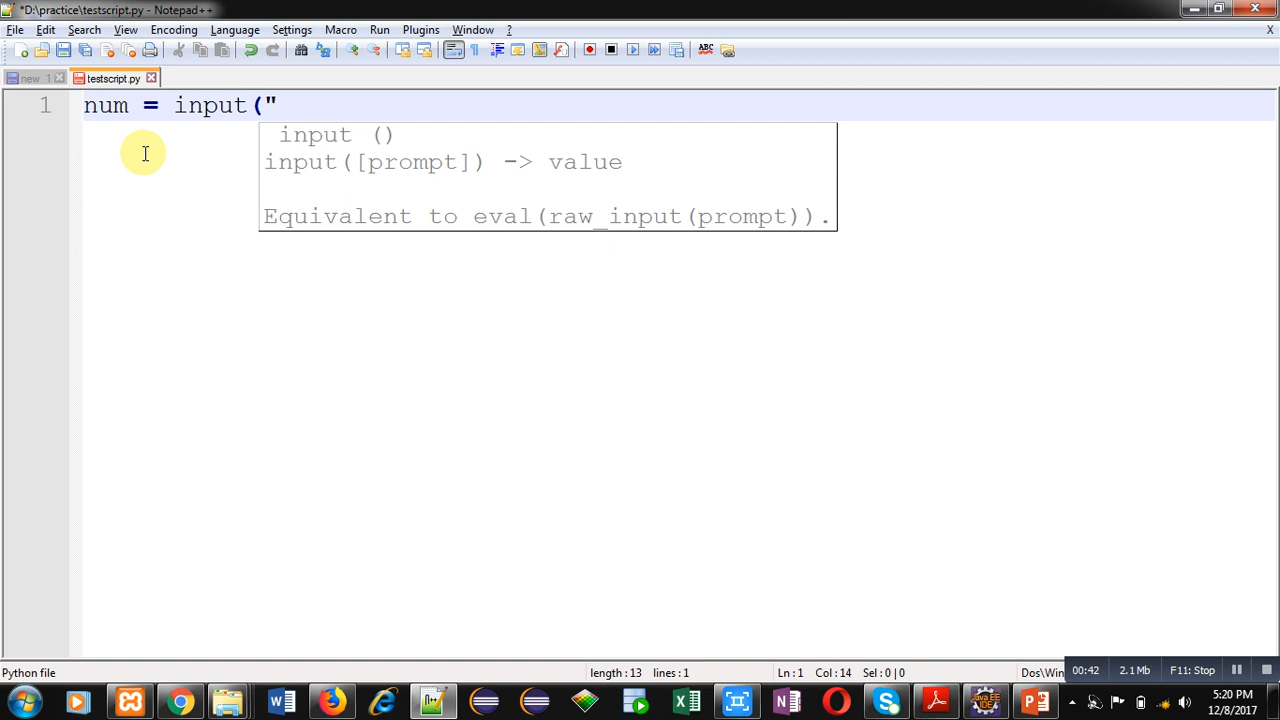 *D:\practice\testscript.py - Notepad++
File Edit Search View Encoding Language Settings Macro Run Plugins Window ? X
ABC
new 1 testscript.py
1 num = input("
input ()
input([prompt]) -> value
Equivalent to eval(raw_input(prompt)).
Python file length : 13 lines : 1 Ln : 1 Col : 14 Sel : 0 | 0 Dos\Win 00:42 2.1 Mb F11: Stop
5:20 PM
12/8/2017